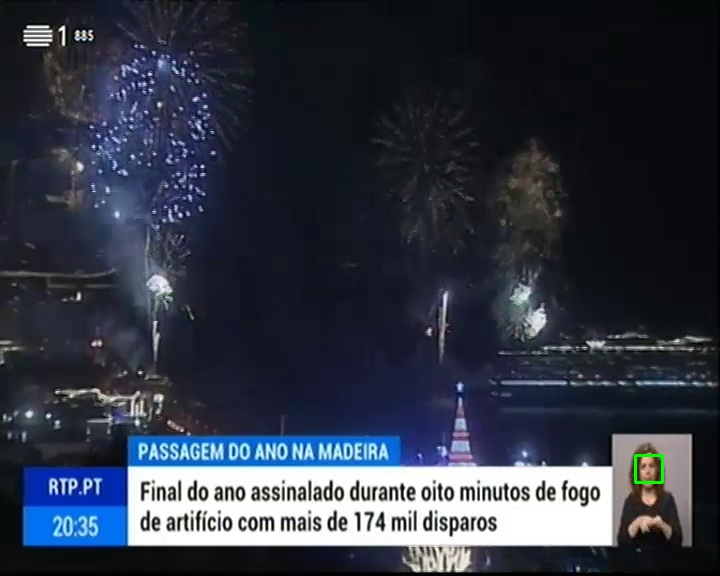 1 885
PASSAGEM DO ANO NA MADEIRA
RTP.PT
Final do ano assinalado durante oito minutos de fogo
20:35
de artifício com mais de 174 mil disparos